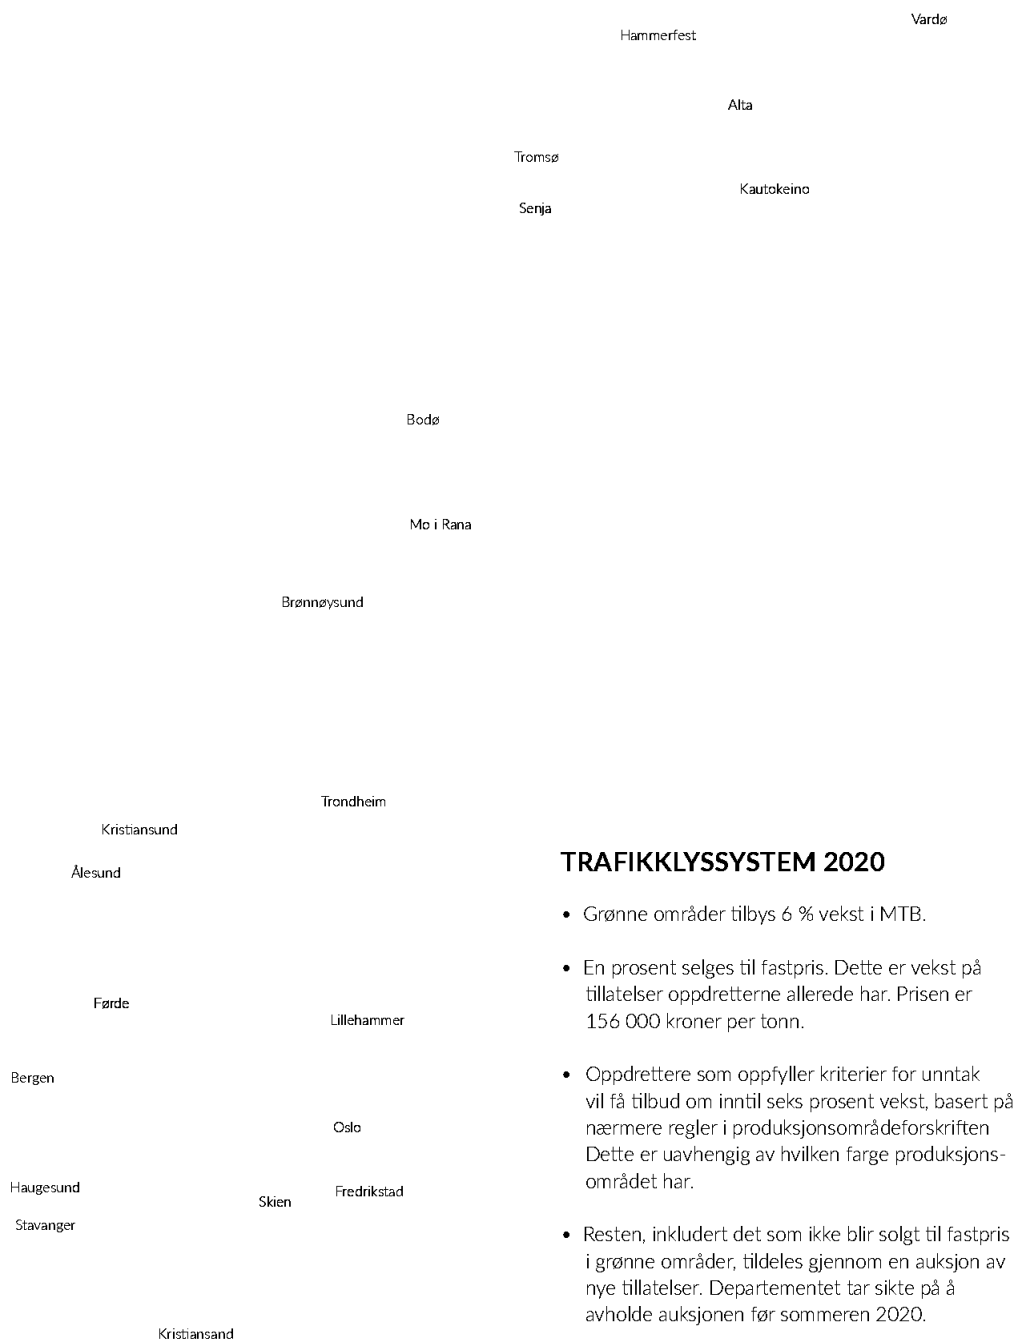 Vardø
Hammerfest
Alta
Tromsø
Kautokeino
Senja
Bodø
Mo i Rana
Brønnøysund
Trondheim
Kristiansund
Ålesund
Førde
Lillehammer
Bergen
Oslo
Haugesund
Fredrikstad
Skien
Stavanger
Kristiansand
TRAFIKKLYSSYSTEM 2020
• Grønne områder tilbys 6 % vekst i MTB.
• En prosent selges til fastpris. Dette er vekst på
tillatelser oppdretterne allerede har. Prisen er
156 000 kroner per tonn.
• Oppdrettere som oppfyller kriterier for unntak
vil få tilbud om inntil seks prosent vekst, basert på
nærmere regler i produksjonsområdeforskriften
Dette er uavhengig av hvilken farge produksjons-
området har.
• Resten, inkludert det som ikke blir solgt til fastpris
i grønne områder, tildeles gjennom en auksjon av
nye tillatelser. Departementet tar sikte på å
avholde auksjonen før sommeren 2020.